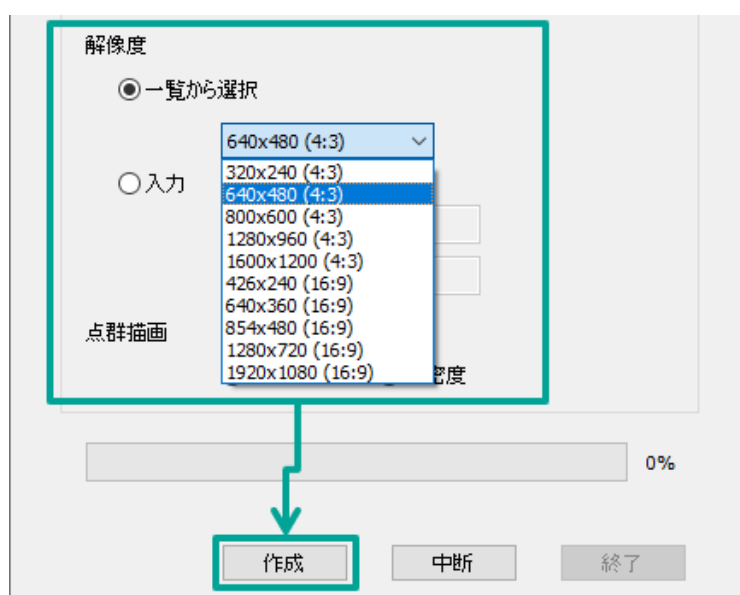 解像度
一覧から選択
640x480 (4:3)
入力
320x240 (4:3)
640x480 (4:3)
800x600 (4:3)
1280x960 (4:3)
1600x1200 (4:3)
426x240 (16:9)
640x360 (16:9)
854x480 (16:9)
1280x720 (16:9)
1920x1080 (16:9)
点群描画
密度
0%
作成
中断
終了